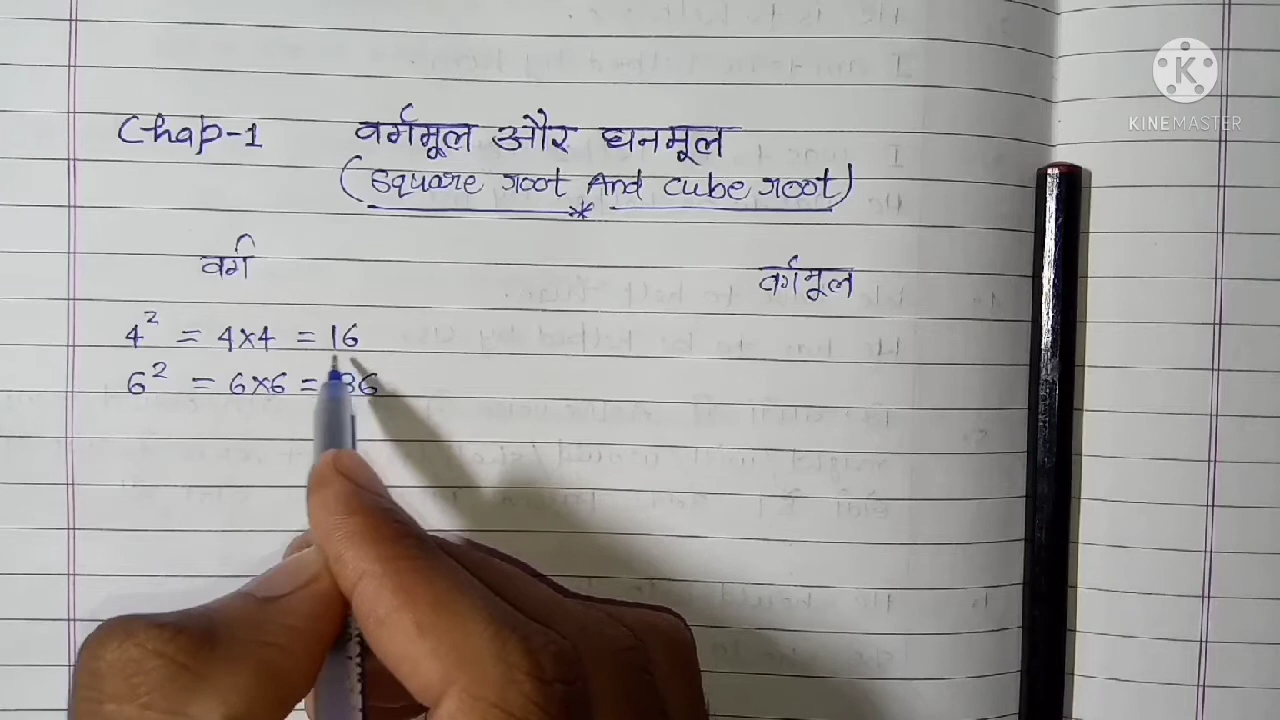 Chap-1 वर्गमूल और घनमूल
(square root And cube root)
वर्ग वर्गमूल
4² = 4×4 = 16
6² = 6×6 = 36
KINEMASTER